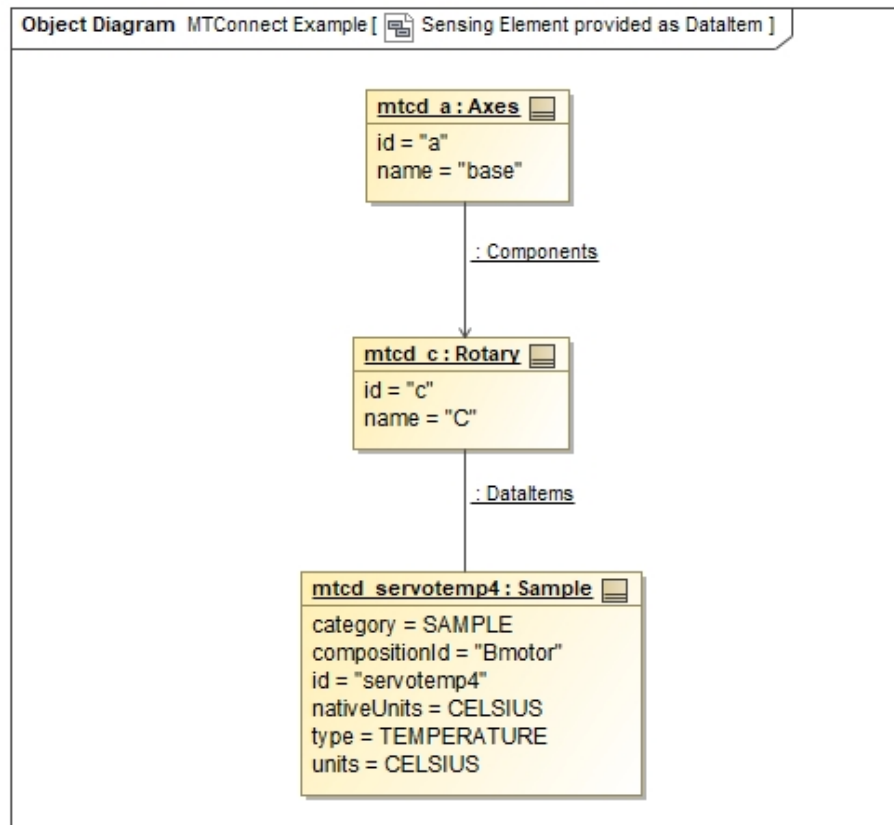 Object Diagram MTConnect Example [ Sensing Element provided as DataItem ]
mtcd_a : Axes
id = "a"
name = "base"
: Components
mtcd_c : Rotary
id = "c"
name = "C"
: DataItems
mtcd_servotemp4 : Sample
category = SAMPLE
compositionId = "Bmotor"
id = "servotemp4"
nativeUnits = CELSIUS
type = TEMPERATURE
units = CELSIUS